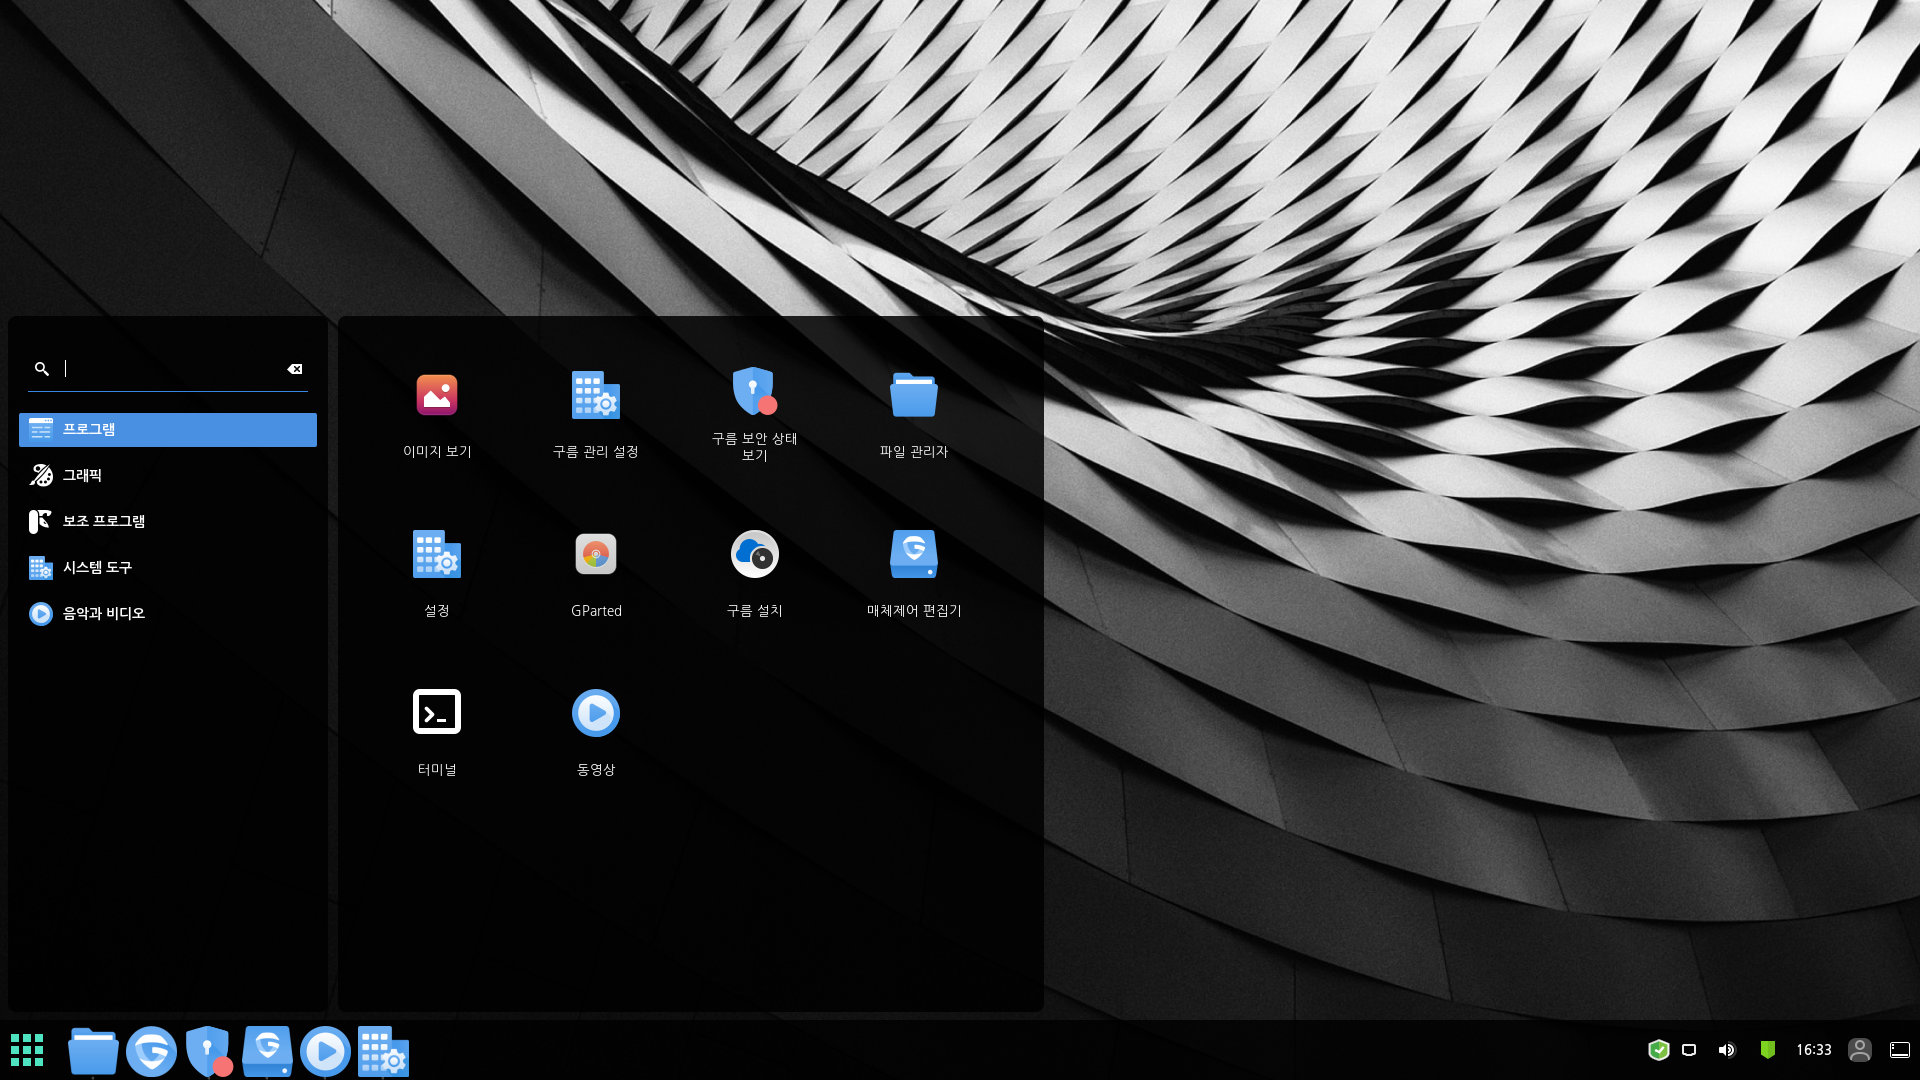 프로그램
그래픽
보조 프로그램
시스템 도구
음악과 비디오
이미지 보기
구름 관리 설정
구름 보안 상태
보기
파일 관리자
설정
GParted
구름 설치
매체제어 편집기
터미널
동영상
16:33